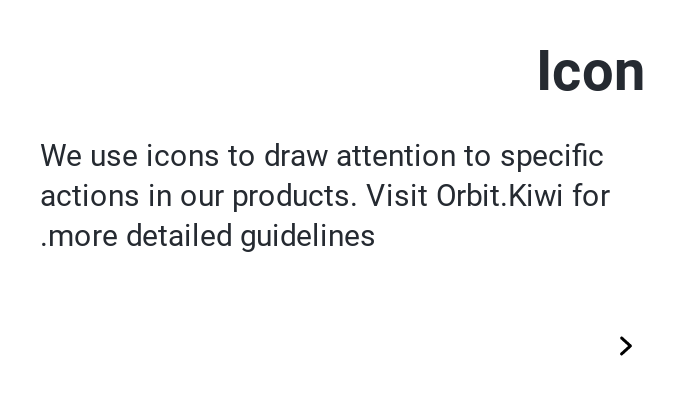 Icon
We use icons to draw attention to specific
actions in our products. Visit Orbit.Kiwi for
.more detailed guidelines